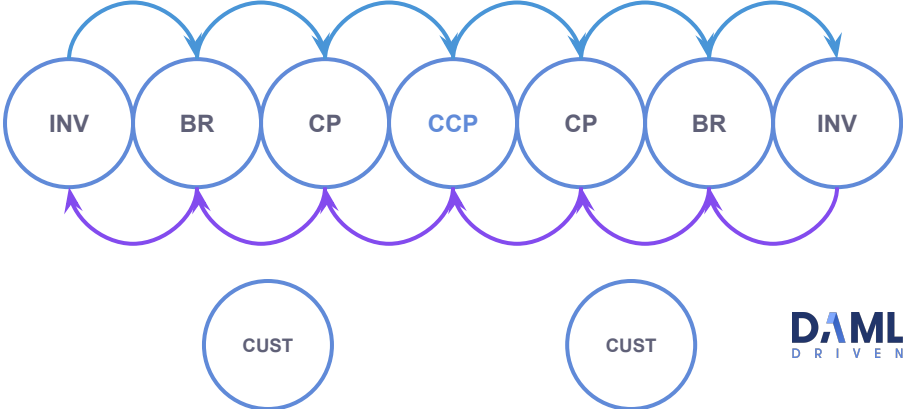 INV BR CP CCP CP BR INV
CUST CUST
DAML
DRIVEN